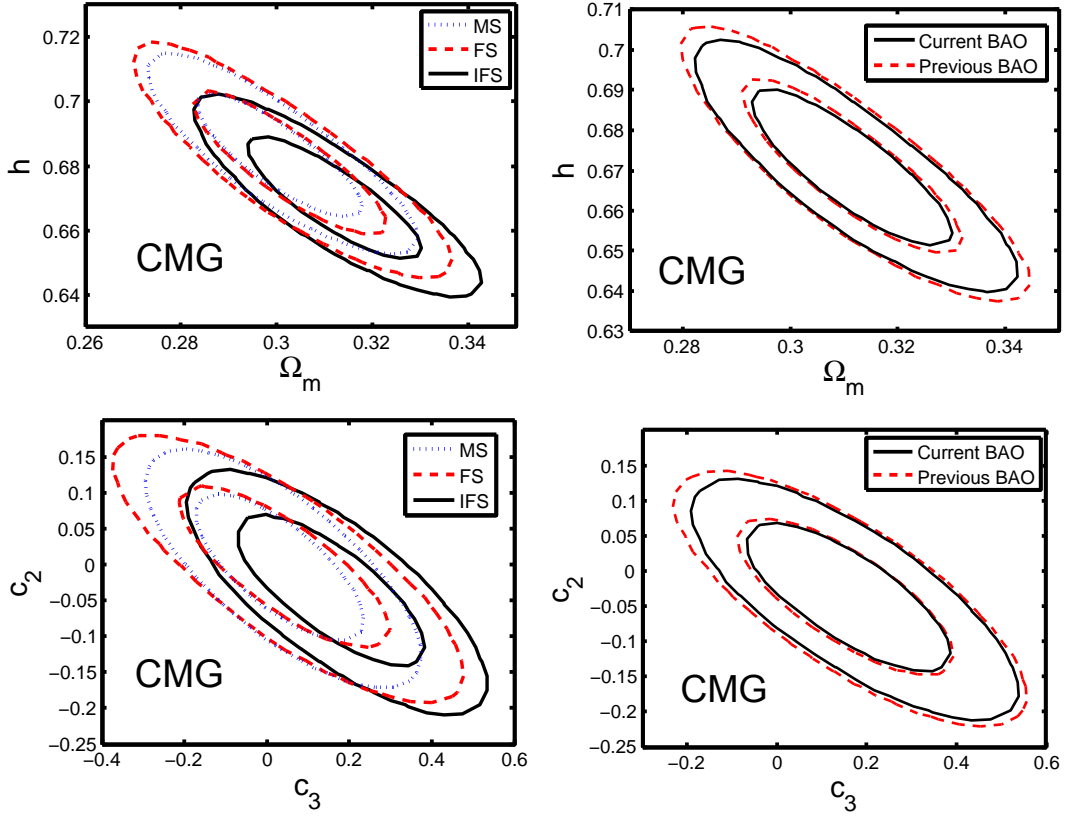 0.72
0.7
0.68
0.66
0.64
0.26
0.28
0.3
0.32
0.34
h
Ω_m
CMG
MS
FS
IFS
0.71
0.7
0.69
0.68
0.67
0.66
0.65
0.64
0.63
0.28
0.3
0.32
0.34
h
Ω_m
CMG
Current BAO
Previous BAO
0.15
0.1
0.05
0
−0.05
−0.1
−0.15
−0.2
−0.25
−0.4
−0.2
0
0.2
0.4
0.6
c_2
c_3
CMG
MS
FS
IFS
0.15
0.1
0.05
0
−0.05
−0.1
−0.15
−0.2
−0.25
−0.2
0
0.2
0.4
0.6
c_2
c_3
CMG
Current BAO
Previous BAO